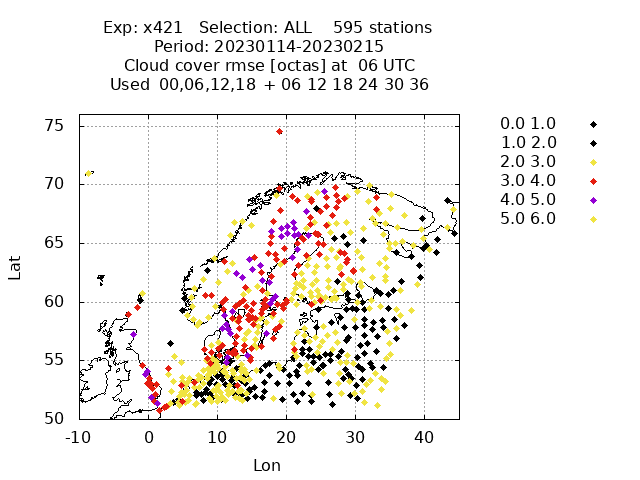 Exp: x421 Selection: ALL 595 stations
Period: 20230114-20230215
Cloud cover rmse [octas] at 06 UTC
Used 00,06,12,18 + 06 12 18 24 30 36
75
70
65
60
55
50
-10 0 10 20 30 40
Lat
Lon
0.0 1.0
1.0 2.0
2.0 3.0
3.0 4.0
4.0 5.0
5.0 6.0